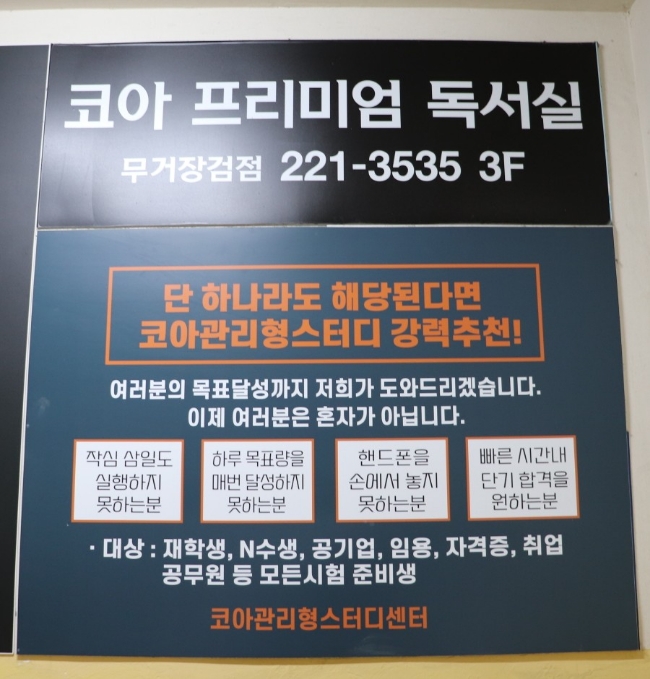 코아 프리미엄 독서실
무거장검점 221-3535 3F
단 하나라도 해당된다면
코아관리형스터디 강력추천!
여러분의 목표달성까지 저희가 도와드리겠습니다.
이제 여러분은 혼자가 아닙니다.
작심 삼일도
실행하지
못하는분
하루 목표량을
매번 달성하지
못하는분
핸드폰을
손에서 놓지
못하는분
빠른 시간내
단기 합격을
원하는분
· 대상 : 재학생, N수생, 공기업, 임용, 자격증, 취업
공무원 등 모든시험 준비생
코아관리형스터디센터